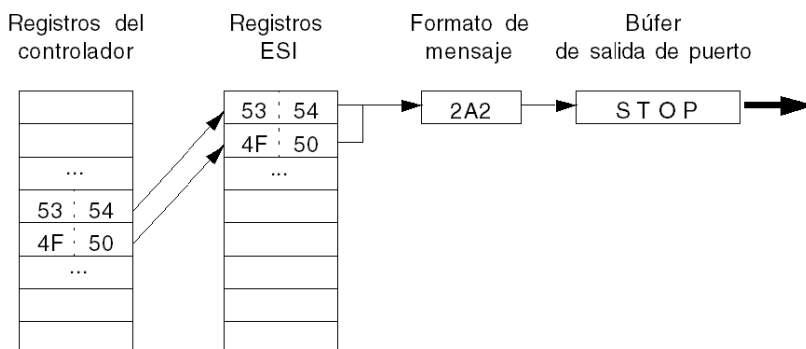 Registros del
controlador
Registros
ESI
Formato de
mensaje
Búfer
de salida de puerto
53 54
4F 50
...
53 54
4F 50
...
2A2
S T O P
...